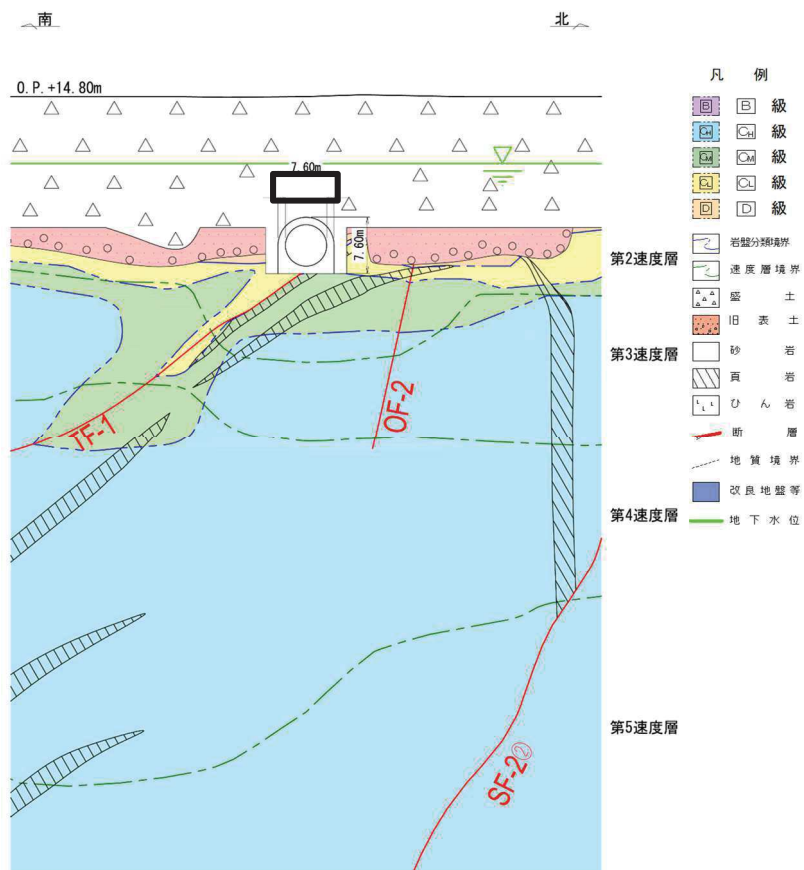 南
北
O.P.+14.80m
7.60m
7.60m
TF-1
OF-2
SF-2②
第2速度層
第3速度層
第4速度層
第5速度層
凡 例
B B 級
CH CH 級
CM CM 級
CL CL 級
D D 級
岩盤分類境界
速度層境界
盛 土
旧 表 土
砂 岩
頁 岩
ひ ん 岩
断 層
地 質 境 界
改 良 地 盤 等
地 下 水 位